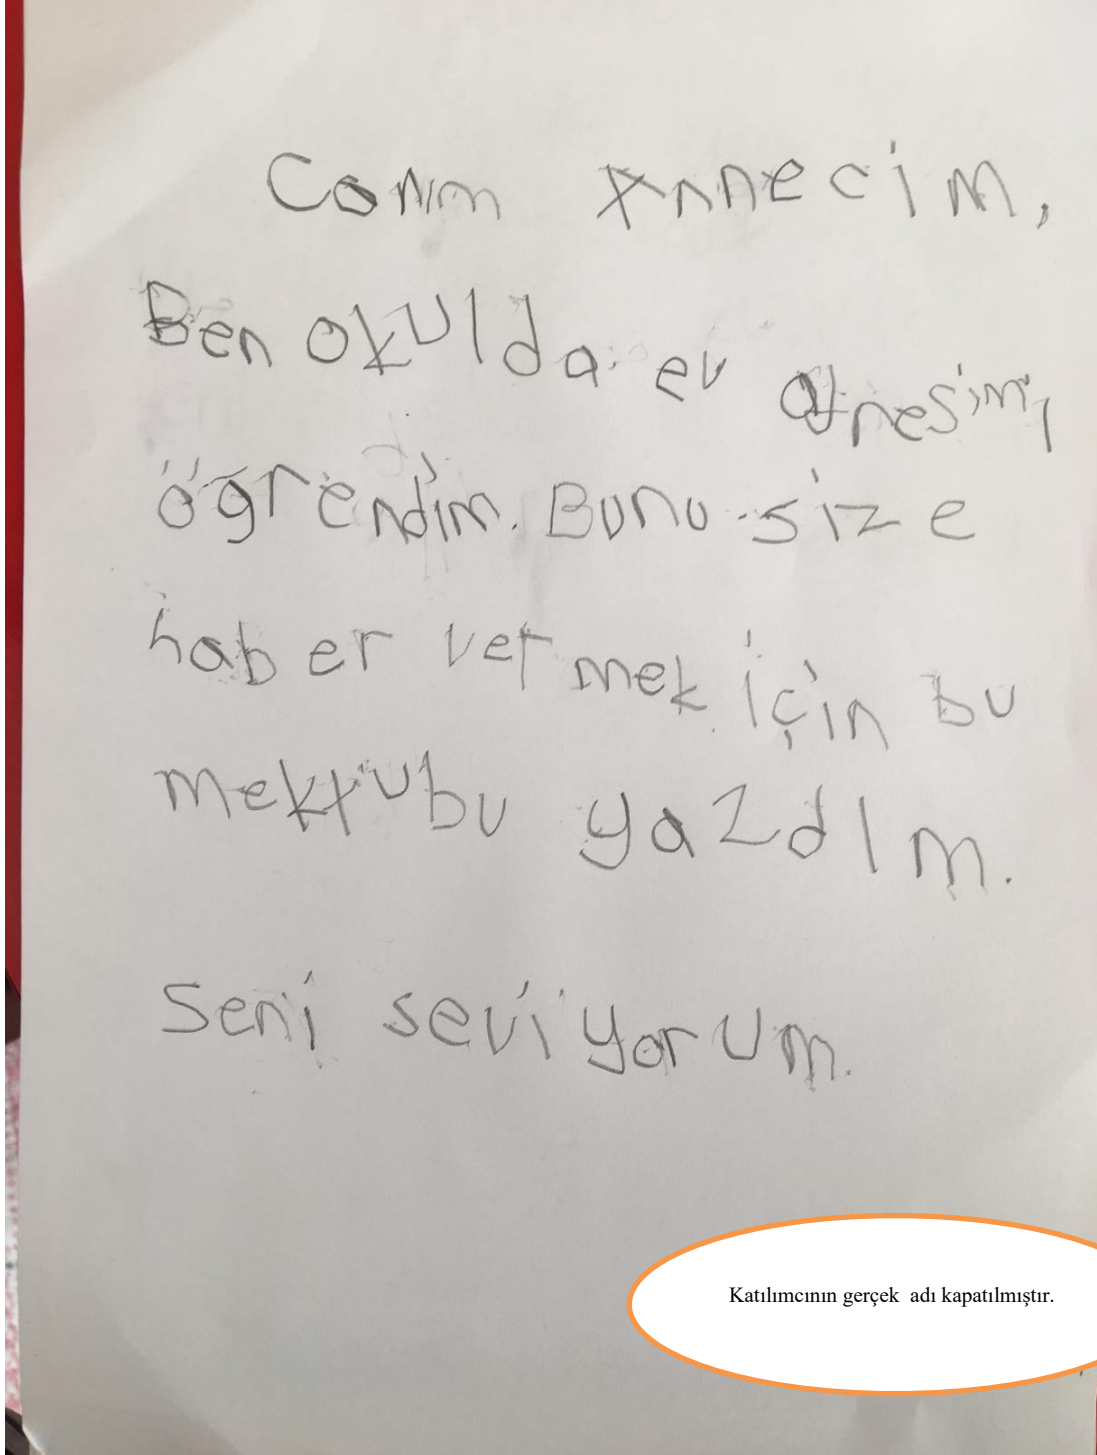 Canım Annecim,
Ben okulda ev atresimi
öğrendim. Bunu size
haber vermek için bu
mektubu yazdım.
Seni seviyorum.
Katılımcının gerçek adı kapatılmıştır.